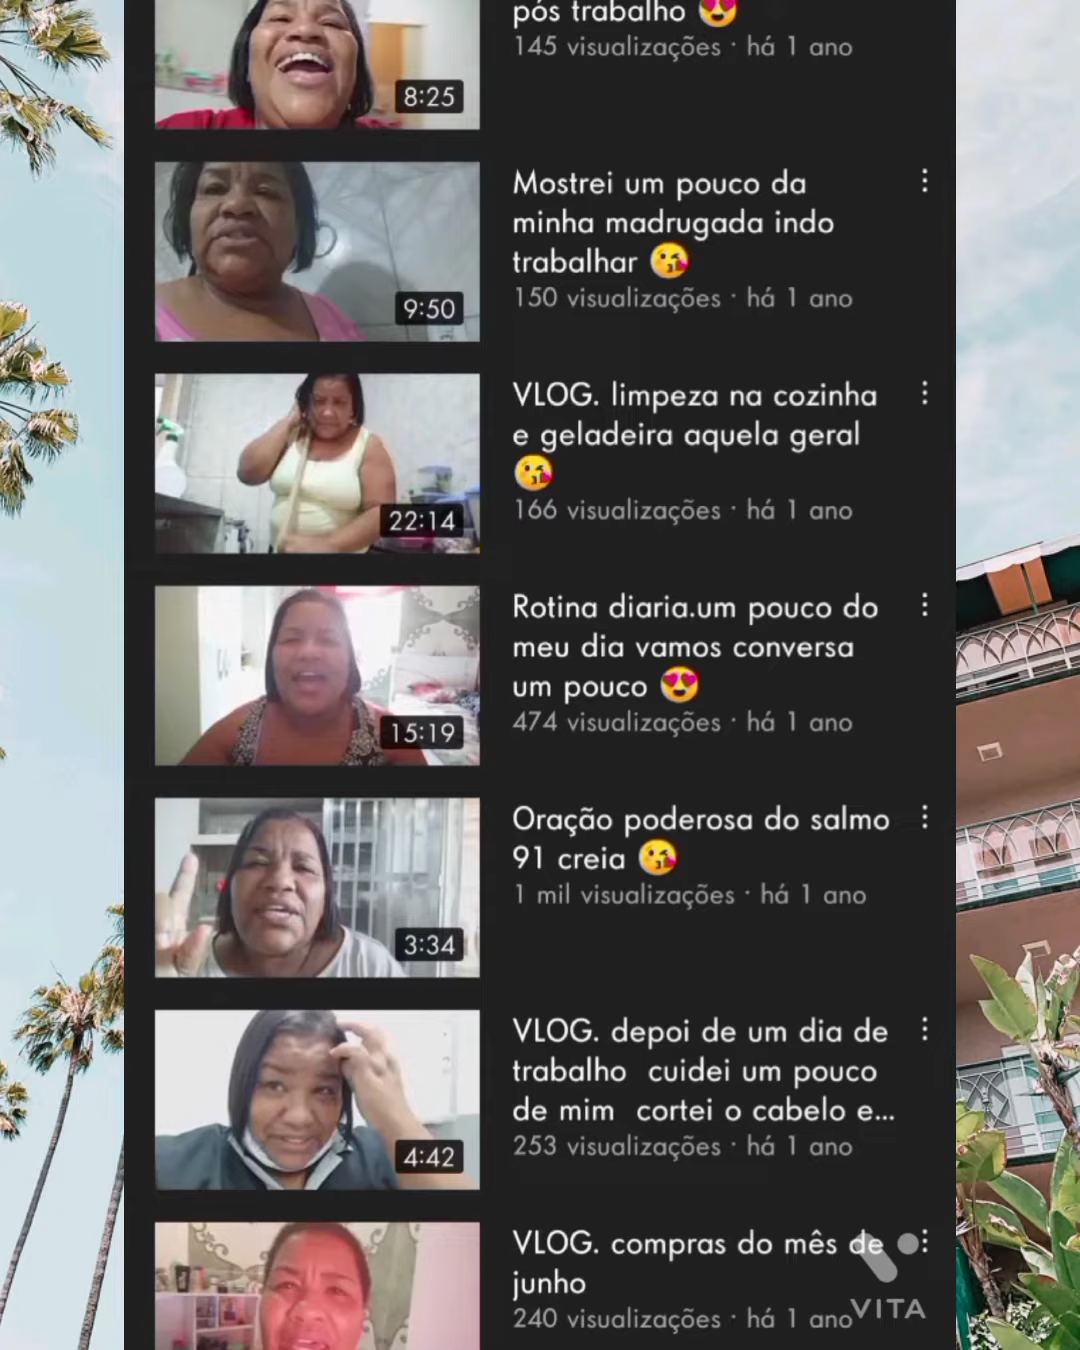 pós trabalho 😍
145 visualizações · há 1 ano
8:25
Mostrei um pouco da
minha madrugada indo
trabalhar 😘
150 visualizações · há 1 ano
9:50
VLOG. limpeza na cozinha
e geladeira aquela geral
😘
166 visualizações · há 1 ano
22:14
Rotina diaria.um pouco do
meu dia vamos conversa
um pouco 😍
474 visualizações · há 1 ano
15:19
Oração poderosa do salmo
91 creia 😘
1 mil visualizações · há 1 ano
3:34
VLOG. depoi de um dia de
trabalho  cuidei um pouco
de mim  cortei o cabelo e...
253 visualizações · há 1 ano
4:42
VLOG. compras do mês de
junho
240 visualizações · há 1 ano
VITA